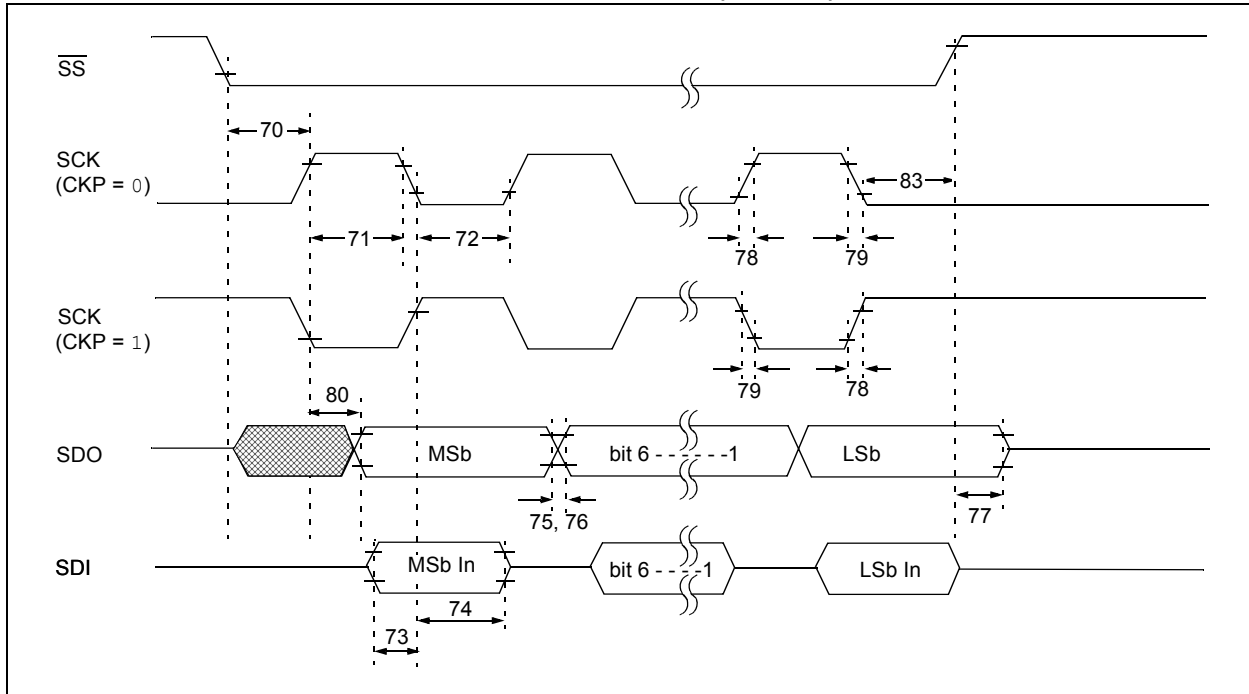 SS
70
SCK
(CKP = 0)
83
71
72
78
79
SCK
(CKP = 1)
79
78
80
SDO
MSb
bit 6 - - - - - -1
LSb
75, 76
77
SDI
MSb In
bit 6 - - - -1
LSb In
74
73